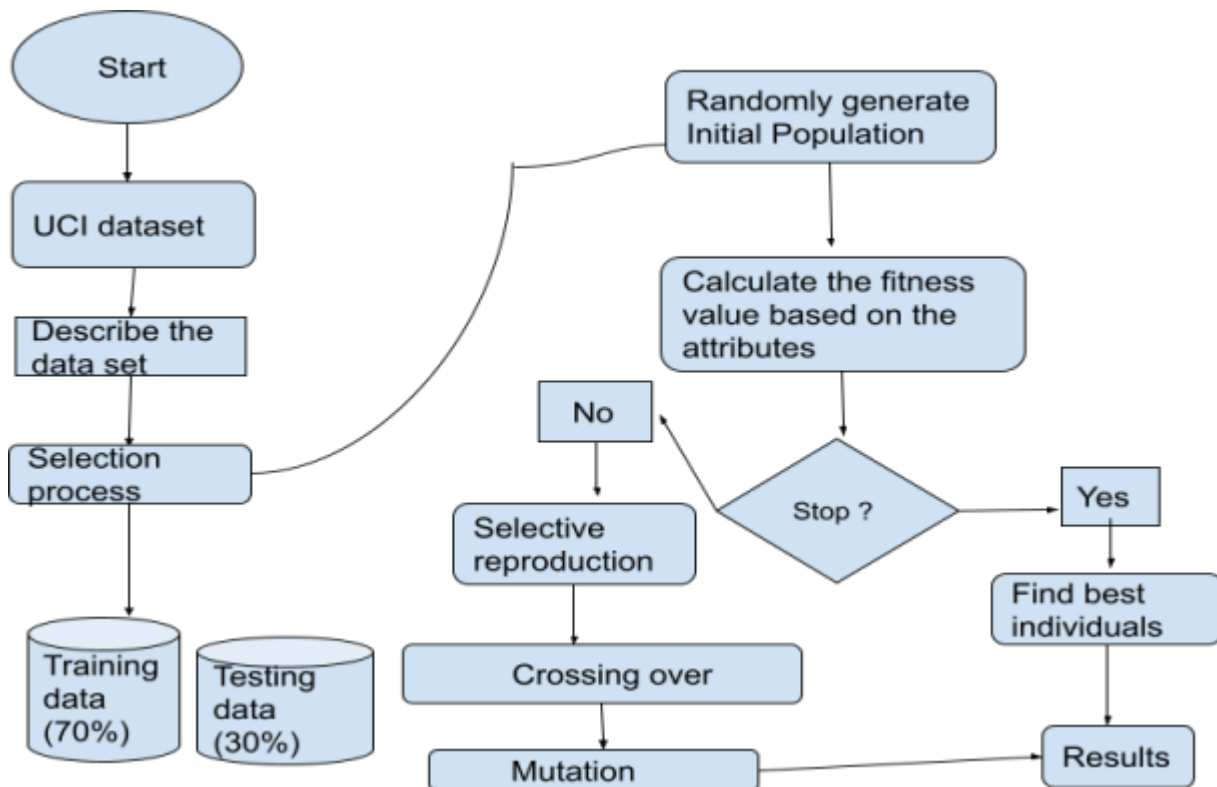 Start
UCI dataset
Describe the
data set
Selection
process
Training
data
(70%)
Testing
data
(30%)
Randomly generate
Initial Population
Calculate the fitness
value based on the
attributes
Stop ?
No
Selective
reproduction
Crossing over
Mutation
Yes
Find best
individuals
Results